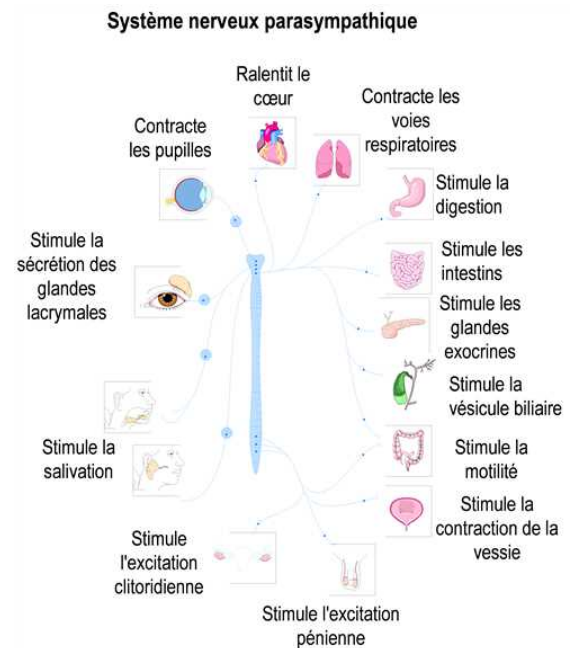 Système nerveux parasympathique
Ralentit le
cœur
Contracte les
voies
respiratoires
Contracte
les pupilles
Stimule la
digestion
Stimule la
sécrétion des
glandes
lacrymales
Stimule les
intestins
Stimule les
glandes
exocrines
Stimule la
vésicule biliaire
Stimule la
salivation
Stimule la
motilité
Stimule la
contraction de la
vessie
Stimule
l'excitation
clitoridienne
Stimule l'excitation
pénienne